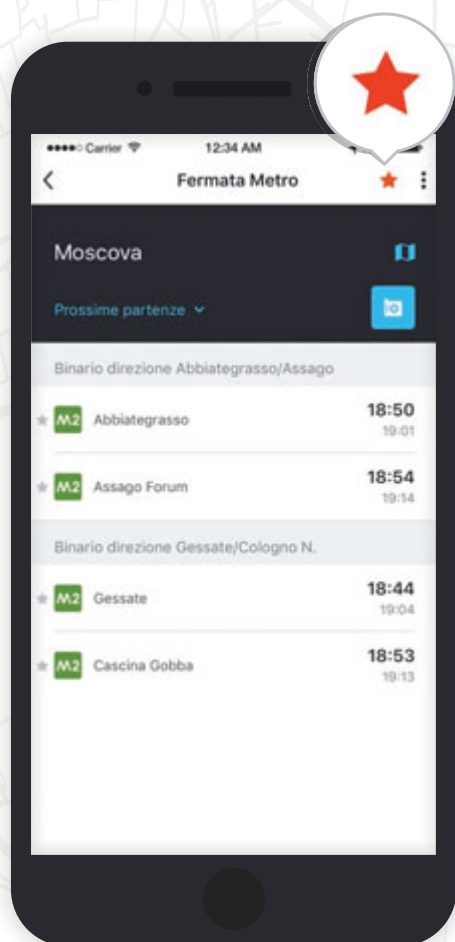 Carrier 12:34 AM
Fermata Metro
Moscova
Prossime partenze
Binario direzione Abbiategrasso/Assago
M2 Abbiategrasso 18:50
19:01
M2 Assago Forum 18:54
19:14
Binario direzione Gessate/Cologno N.
M2 Gessate 18:44
19:04
M2 Cascina Gobba 18:53
19:13